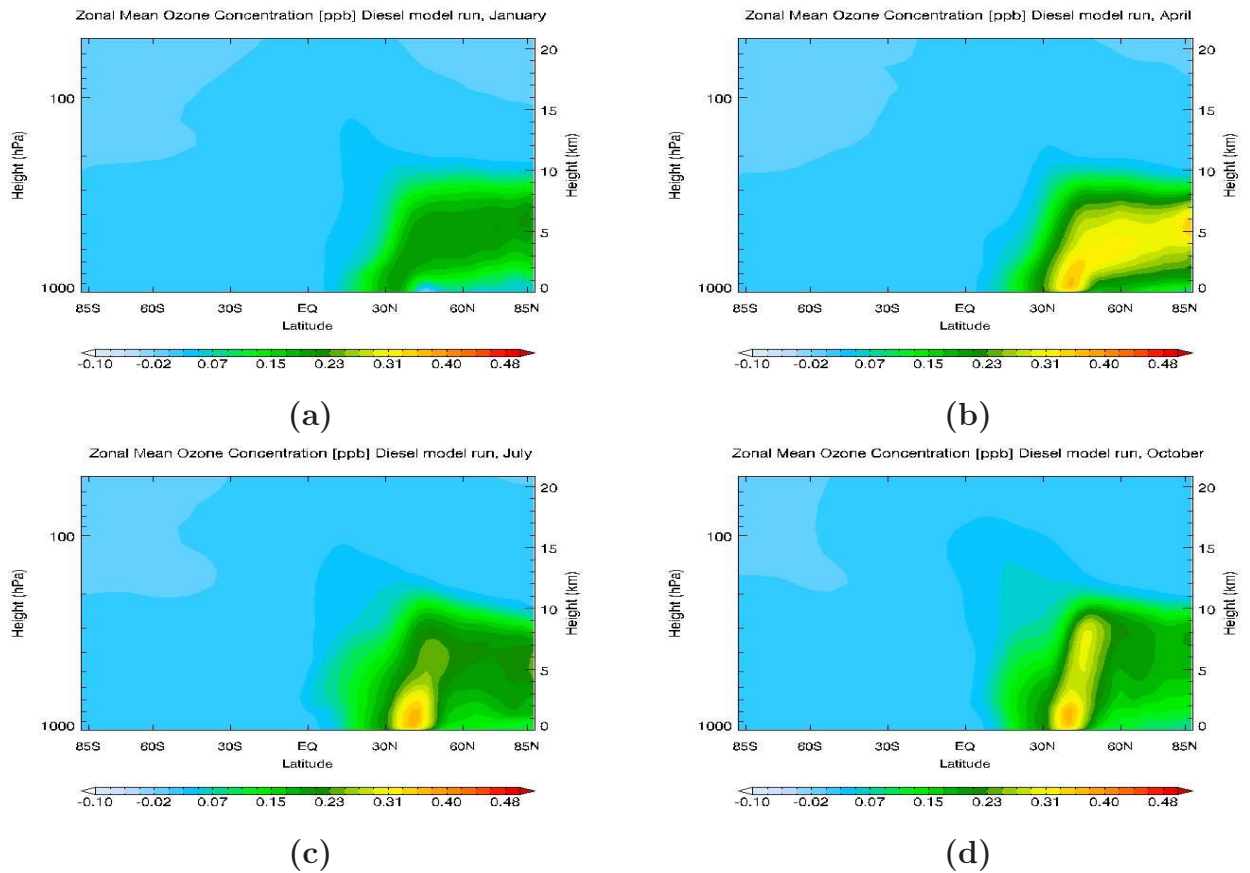 Zonal Mean Ozone Concentration [ppb] Diesel model run, January
Height (hPa)
100
1000
20
15
10
5
0
Height (km)
85S 60S 30S EQ 30N 60N 85N
Latitude
-0.10 -0.02 0.07 0.15 0.23 0.31 0.40 0.48
(a)
Zonal Mean Ozone Concentration [ppb] Diesel model run, April
Height (hPa)
100
1000
20
15
10
5
0
Height (km)
85S 60S 30S EQ 30N 60N 85N
Latitude
-0.10 -0.02 0.07 0.15 0.23 0.31 0.40 0.48
(b)
Zonal Mean Ozone Concentration [ppb] Diesel model run, July
Height (hPa)
100
1000
20
15
10
5
0
Height (km)
85S 60S 30S EQ 30N 60N 85N
Latitude
-0.10 -0.02 0.07 0.15 0.23 0.31 0.40 0.48
(c)
Zonal Mean Ozone Concentration [ppb] Diesel model run, October
Height (hPa)
100
1000
20
15
10
5
0
Height (km)
85S 60S 30S EQ 30N 60N 85N
Latitude
-0.10 -0.02 0.07 0.15 0.23 0.31 0.40 0.48
(d)